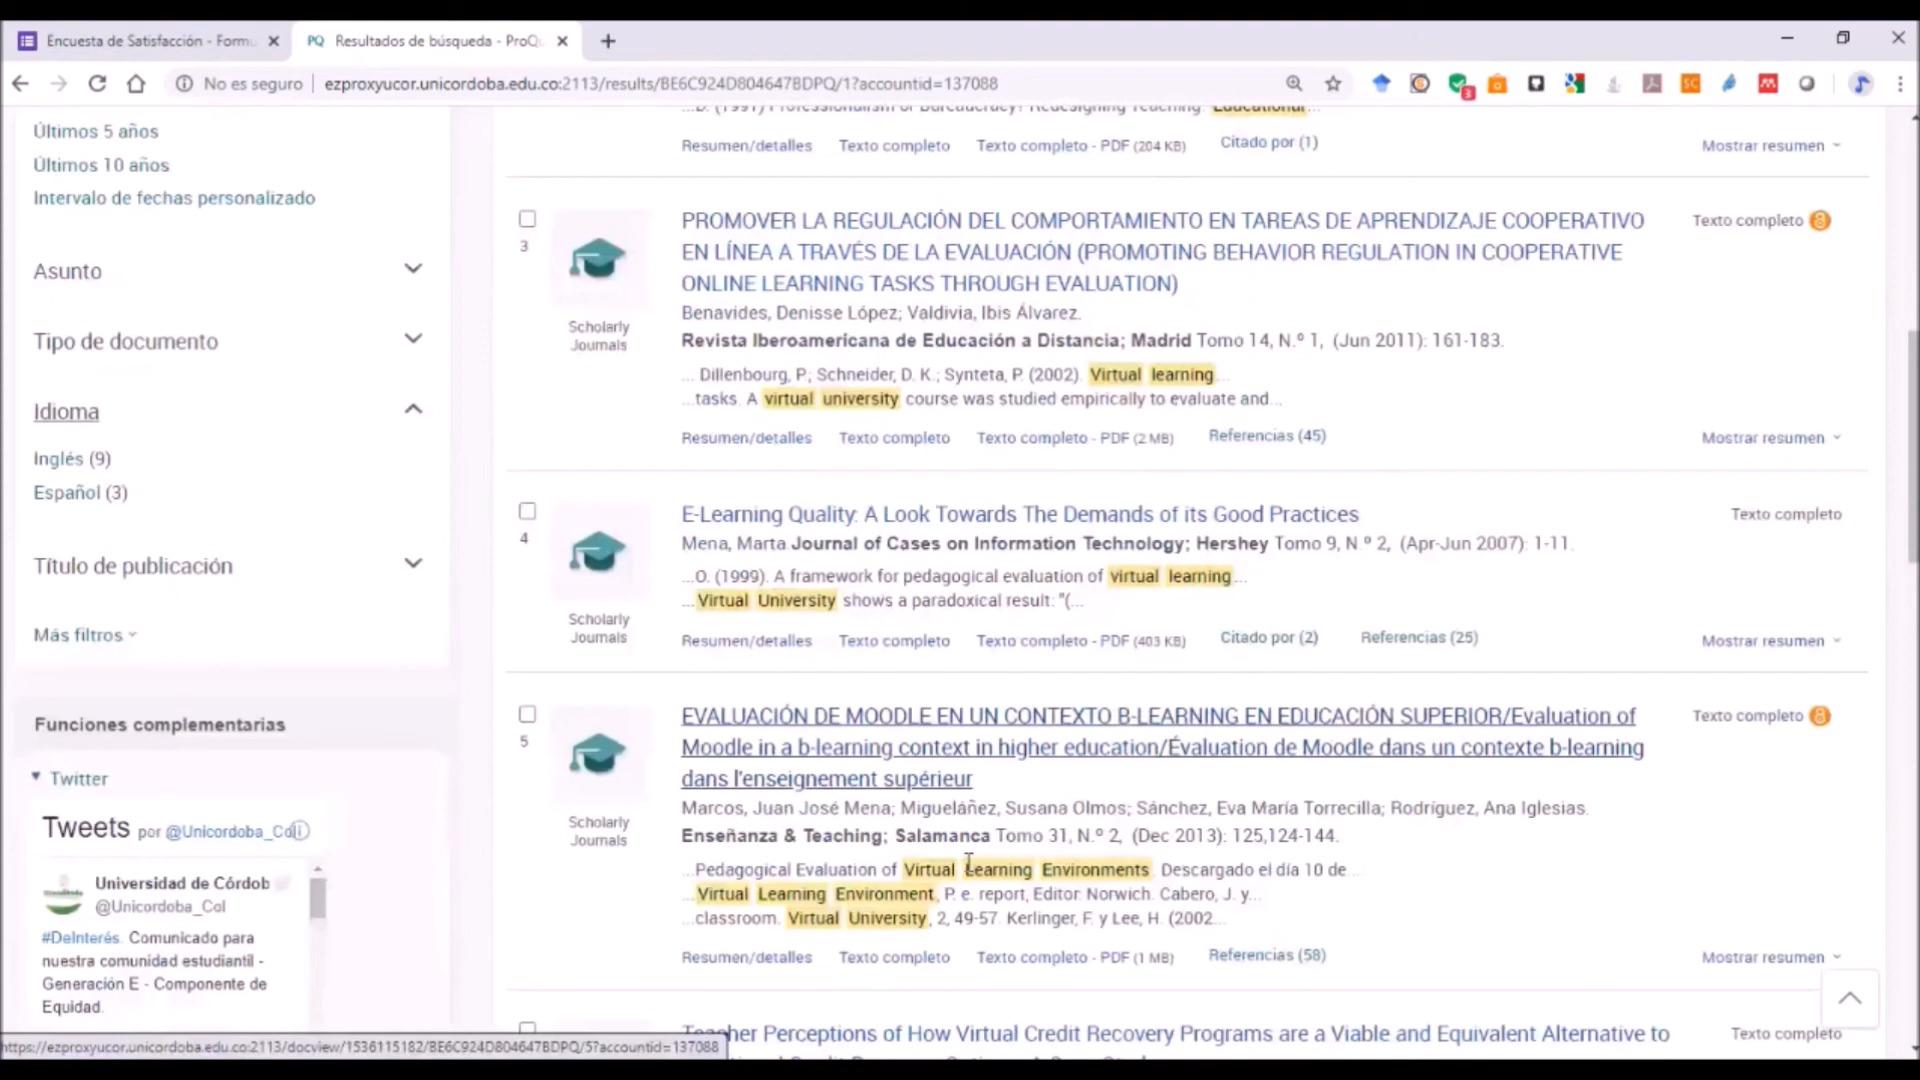 Encuesta de Satisfacción - Formu
PQ Resultados de búsqueda - ProQu
No es seguro ezproxyucor.unicordoba.edu.co:2113/results/BE6C924D804647BDPQ/1?accountid=137088
Últimos 5 años
Últimos 10 años
Intervalo de fechas personalizado
Asunto
Tipo de documento
Idioma
Inglés (9)
Español (3)
Título de publicación
Más filtros
Funciones complementarias
Twitter
Tweets por @Unicordoba_Col
Universidad de Córdob
@Unicordoba_Col
#DeInterés. Comunicado para
nuestra comunidad estudiantil -
Generación E - Componente de
Equidad.
...D. (1991) Professionalism or Bureaucracy? Redesigning Teaching. Educational...
Resumen/detalles Texto completo Texto completo - PDF (204 KB) Citado por (1) Mostrar resumen
3
Scholarly
Journals
PROMOVER LA REGULACIÓN DEL COMPORTAMIENTO EN TAREAS DE APRENDIZAJE COOPERATIVO
EN LÍNEA A TRAVÉS DE LA EVALUACIÓN (PROMOTING BEHAVIOR REGULATION IN COOPERATIVE
ONLINE LEARNING TASKS THROUGH EVALUATION)
Texto completo
Benavides, Denisse López; Valdivia, Ibis Álvarez.
Revista Iberoamericana de Educación a Distancia; Madrid Tomo 14, N.º 1, (Jun 2011): 161-183.
... Dillenbourg, P.; Schneider, D. K.; Synteta, P. (2002). Virtual learning...
...tasks. A virtual university course was studied empirically to evaluate and...
Resumen/detalles Texto completo Texto completo - PDF (2 MB) Referencias (45) Mostrar resumen
4
Scholarly
Journals
E-Learning Quality: A Look Towards The Demands of its Good Practices
Texto completo
Mena, Marta Journal of Cases on Information Technology; Hershey Tomo 9, N.º 2, (Apr-Jun 2007): 1-11.
...O. (1999). A framework for pedagogical evaluation of virtual learning...
...Virtual University shows a paradoxical result: "(...
Resumen/detalles Texto completo Texto completo - PDF (403 KB) Citado por (2) Referencias (25) Mostrar resumen
5
Scholarly
Journals
EVALUACIÓN DE MOODLE EN UN CONTEXTO B-LEARNING EN EDUCACIÓN SUPERIOR/Evaluation of
Moodle in a b-learning context in higher education/Évaluation de Moodle dans un contexte b-learning
dans l'enseignement supérieur
Texto completo
Marcos, Juan José Mena; Migueláñez, Susana Olmos; Sánchez, Eva María Torrecilla; Rodríguez, Ana Iglesias.
Enseñanza & Teaching; Salamanca Tomo 31, N.º 2, (Dec 2013): 125,124-144.
...Pedagogical Evaluation of Virtual Learning Environments. Descargado el día 10 de...
...Virtual Learning Environment, P. e. report, Editor: Norwich. Cabero, J. y...
...classroom. Virtual University, 2, 49-57. Kerlinger, F. y Lee, H. (2002...
Resumen/detalles Texto completo Texto completo - PDF (1 MB) Referencias (58) Mostrar resumen
Teacher Perceptions of How Virtual Credit Recovery Programs are a Viable and Equivalent Alternative to
Texto completo
https://ezproxyucor.unicordoba.edu.co:2113/docview/1536115182/BE6C924D804647BDPQ/5?accountid=137088